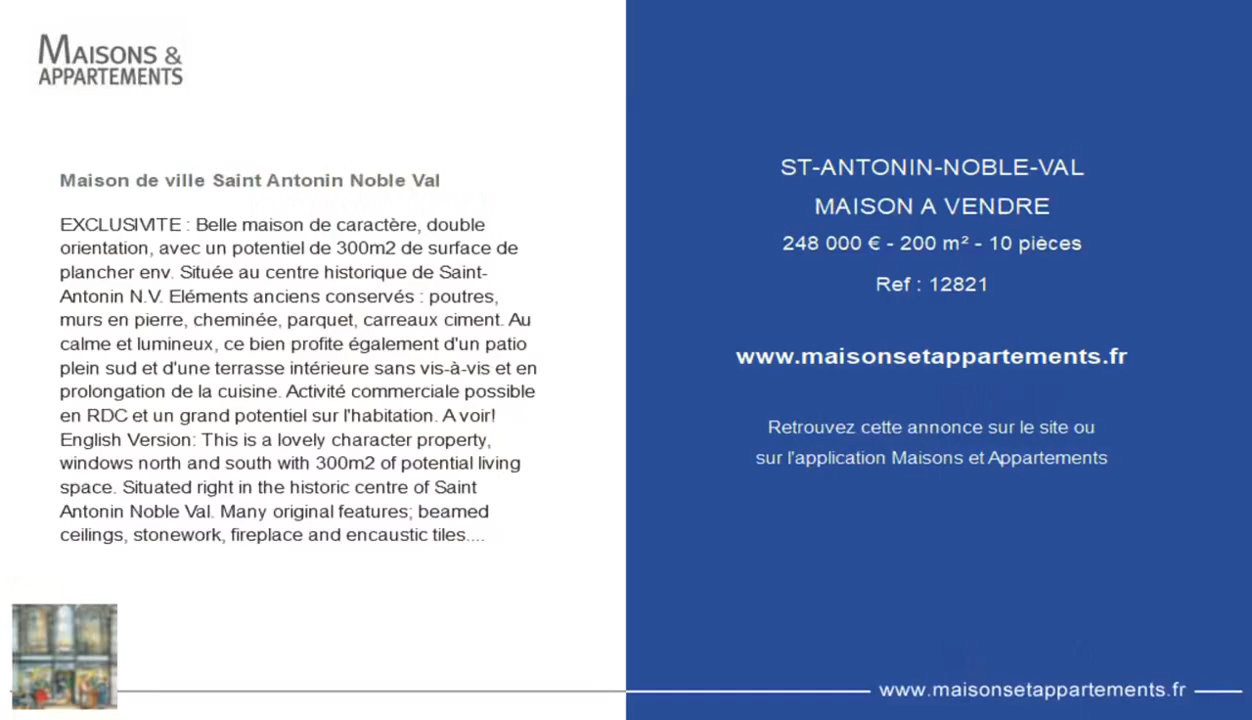 MAISONS &
APPARTEMENTS
Maison de ville Saint Antonin Noble Val
EXCLUSIVITE : Belle maison de caractère, double
orientation, avec un potentiel de 300m2 de surface de
plancher env. Située au centre historique de Saint-
Antonin N.V. Eléments anciens conservés : poutres,
murs en pierre, cheminée, parquet, carreaux ciment. Au
calme et lumineux, ce bien profite également d'un patio
plein sud et d'une terrasse intérieure sans vis-à-vis et en
prolongation de la cuisine. Activité commerciale possible
en RDC et un grand potentiel sur l'habitation. A voir!
English Version: This is a lovely character property,
windows north and south with 300m2 of potential living
space. Situated right in the historic centre of Saint
Antonin Noble Val. Many original features; beamed
ceilings, stonework, fireplace and encaustic tiles....
ST-ANTONIN-NOBLE-VAL
MAISON A VENDRE
248 000 € - 200 m² - 10 pièces
Ref : 12821
www.maisonsetappartements.fr
Retrouvez cette annonce sur le site ou
sur l'application Maisons et Appartements
www.maisonsetappartements.fr